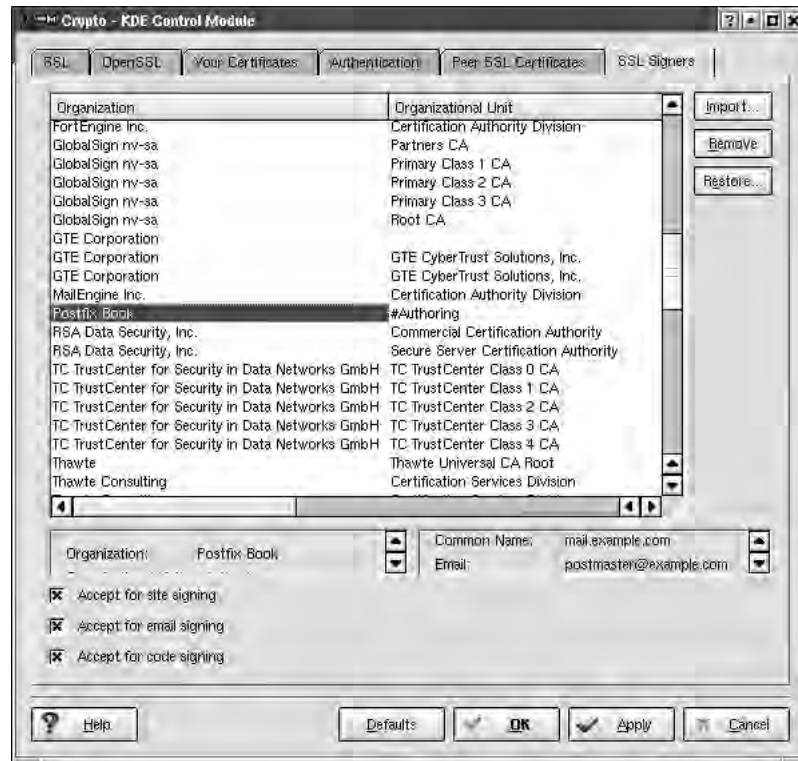 Crypto - KDE Control Module
SSL OpenSSL Your Certificates Authentication Peer SSL Certificates SSL Signers
Organization Organizational Unit Import...
FortEngine Inc. Certification Authority Division
GlobalSign nv-sa Partners CA Remove
GlobalSign nv-sa Primary Class 1 CA
GlobalSign nv-sa Primary Class 2 CA Restore...
GlobalSign nv-sa Primary Class 3 CA
GlobalSign nv-sa Root CA
GTE Corporation
GTE Corporation GTE CyberTrust Solutions, Inc.
GTE Corporation GTE CyberTrust Solutions, Inc.
MailEngine Inc. Certification Authority Division
Postfix Book #Authoring
RSA Data Security, Inc. Commercial Certification Authority
RSA Data Security, Inc. Secure Server Certification Authority
TC TrustCenter for Security in Data Networks GmbH TC TrustCenter Class 0 CA
TC TrustCenter for Security in Data Networks GmbH TC TrustCenter Class 1 CA
TC TrustCenter for Security in Data Networks GmbH TC TrustCenter Class 2 CA
TC TrustCenter for Security in Data Networks GmbH TC TrustCenter Class 3 CA
TC TrustCenter for Security in Data Networks GmbH TC TrustCenter Class 4 CA
Thawte Thawte Universal CA Root
Thawte Consulting Certification Services Division
Organization: Postfix Book Common Name: mail.example.com
Email: postmaster@example.com
Accept for site signing
Accept for email signing
Accept for code signing
Help Defaults OK Apply Cancel